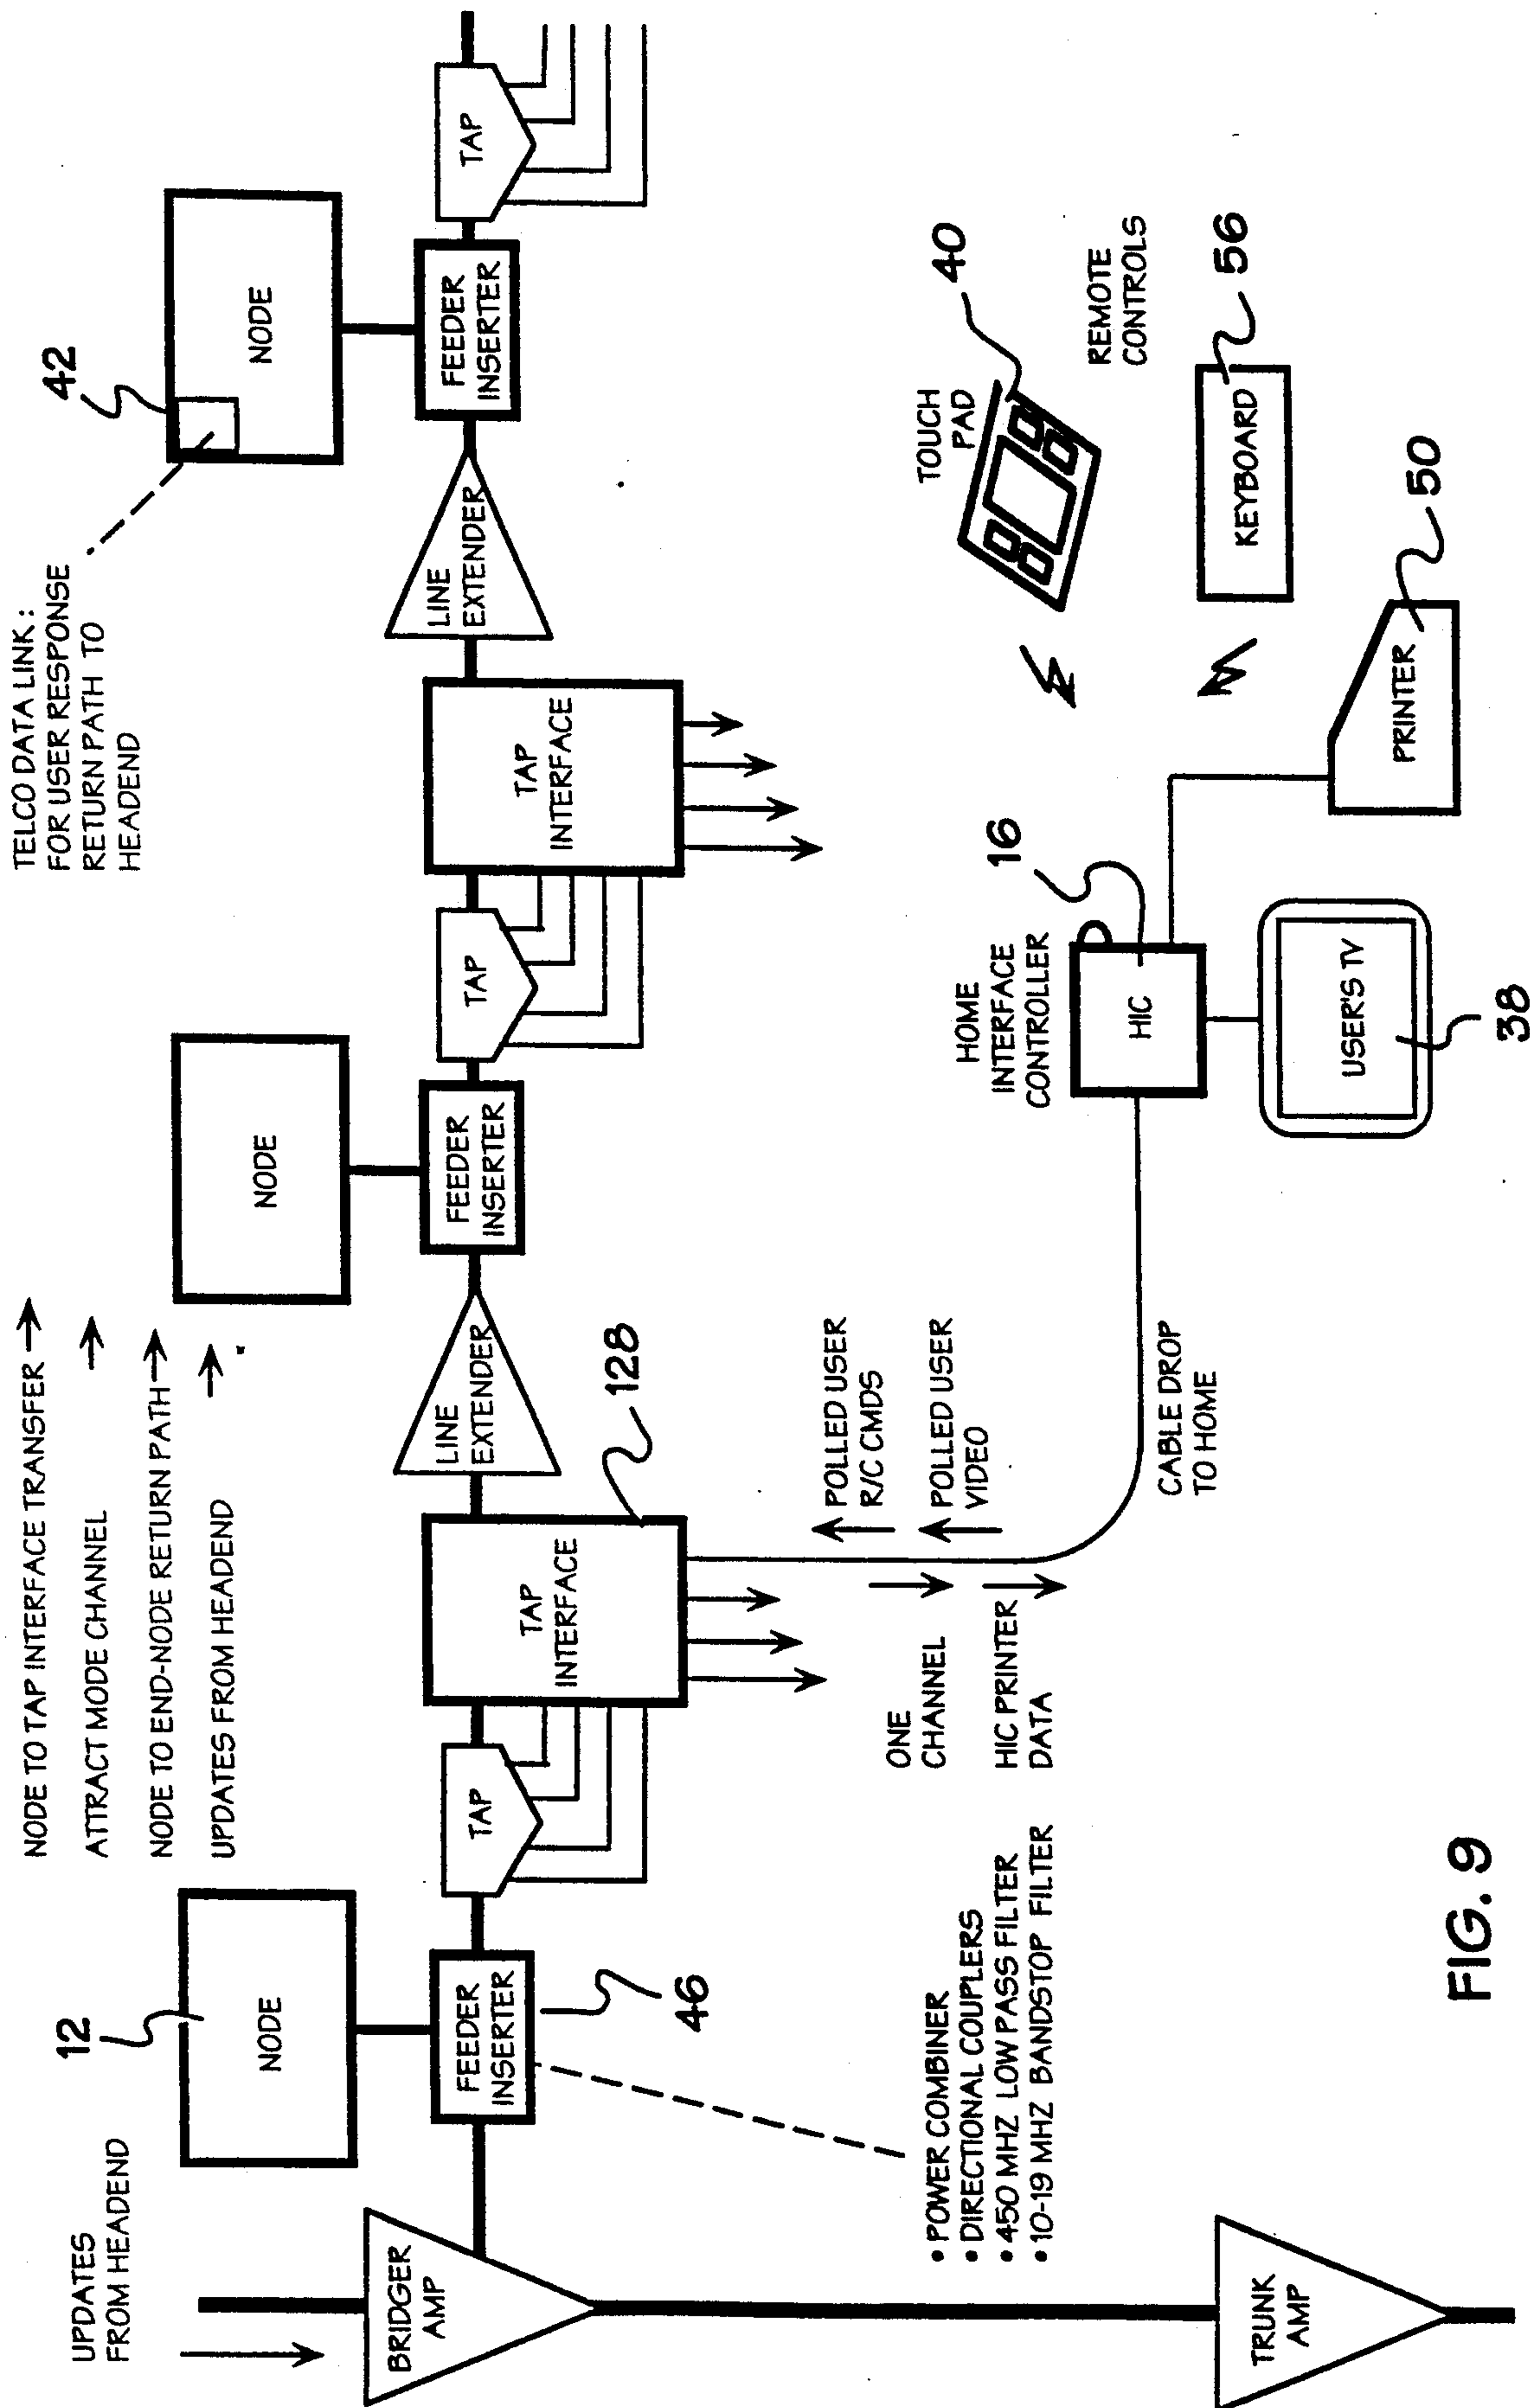 UPDATES
FROM HEADEND
BRIDGER
AMP
TRUNK
AMP
12
NODE
FEEDER
INSERTER
46
• POWER COMBINER
• DIRECTIONAL COUPLERS
• 450 MHZ LOW PASS FILTER
• 10-19 MHZ BANDSTOP FILTER
NODE TO TAP INTERFACE TRANSFER
ATTRACT MODE CHANNEL
NODE TO END-NODE RETURN PATH
UPDATES FROM HEADEND
TAP
TAP
INTERFACE
128
ONE
CHANNEL
HIC PRINTER
DATA
POLLED USER
R/C CMDS
POLLED USER
VIDEO
CABLE DROP
TO HOME
LINE
EXTENDER
NODE
FEEDER
INSERTER
TAP
TAP
INTERFACE
LINE
EXTENDER
TELCO DATA LINK:
FOR USER RESPONSE
RETURN PATH TO
HEADEND
42
NODE
FEEDER
INSERTER
TAP
HOME
INTERFACE
CONTROLLER
16
HIC
USER'S TV
38
TOUCH
PAD
40
REMOTE
CONTROLS
KEYBOARD
56
PRINTER
50
FIG. 9